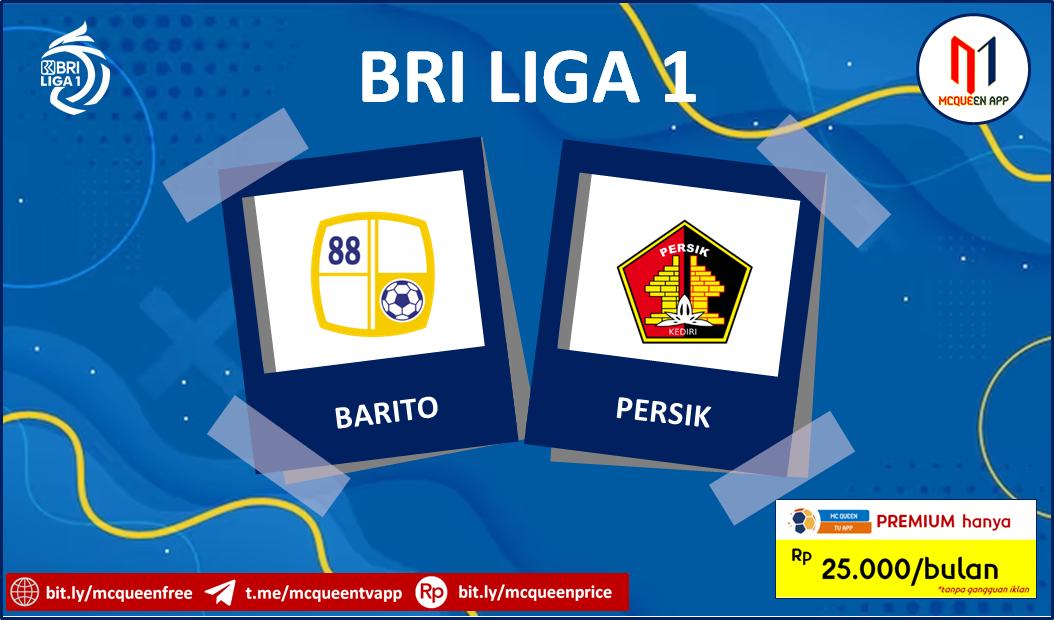 BRI
LIGA 1
BRI LIGA 1
MCQUEEN APP
88
PERSIK
KEDIRI
BARITO
PERSIK
MC QUEEN
TU APP
PREMIUM hanya
Rp 25.000/bulan
*tanpa gangguan iklan
bit.ly/mcqueenfree
t.me/mcqueentvapp
Rp
bit.ly/mcqueenprice